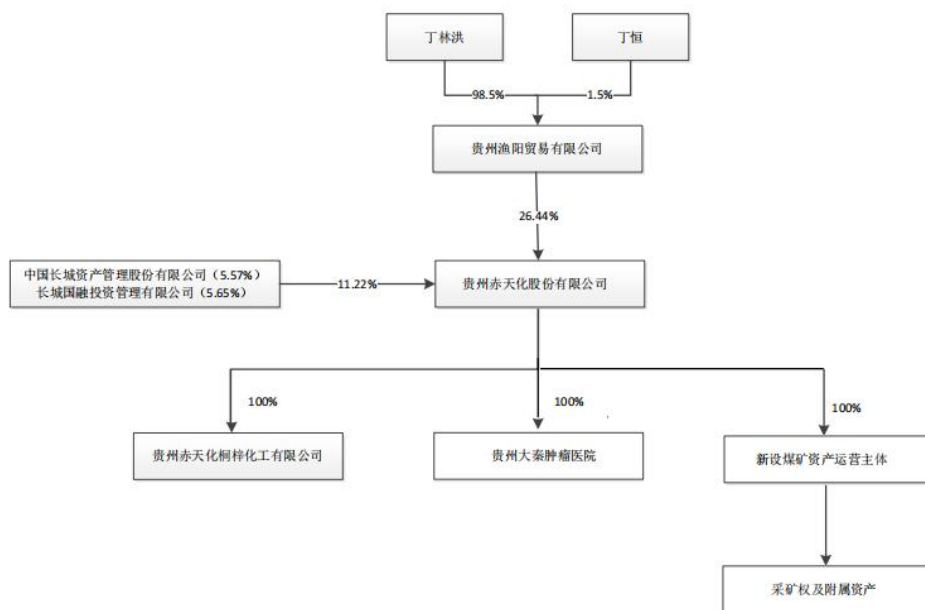 丁林洪
丁恒
98.5%
1.5%
贵州渔阳贸易有限公司
26.44%
中国长城资产管理股份有限公司（5.57%）
长城国融投资管理有限公司（5.65%）
11.22%
贵州赤天化股份有限公司
100%
100%
100%
贵州赤天化桐梓化工有限公司
贵州大秦肿瘤医院
新设煤矿资产运营主体
采矿权及附属资产